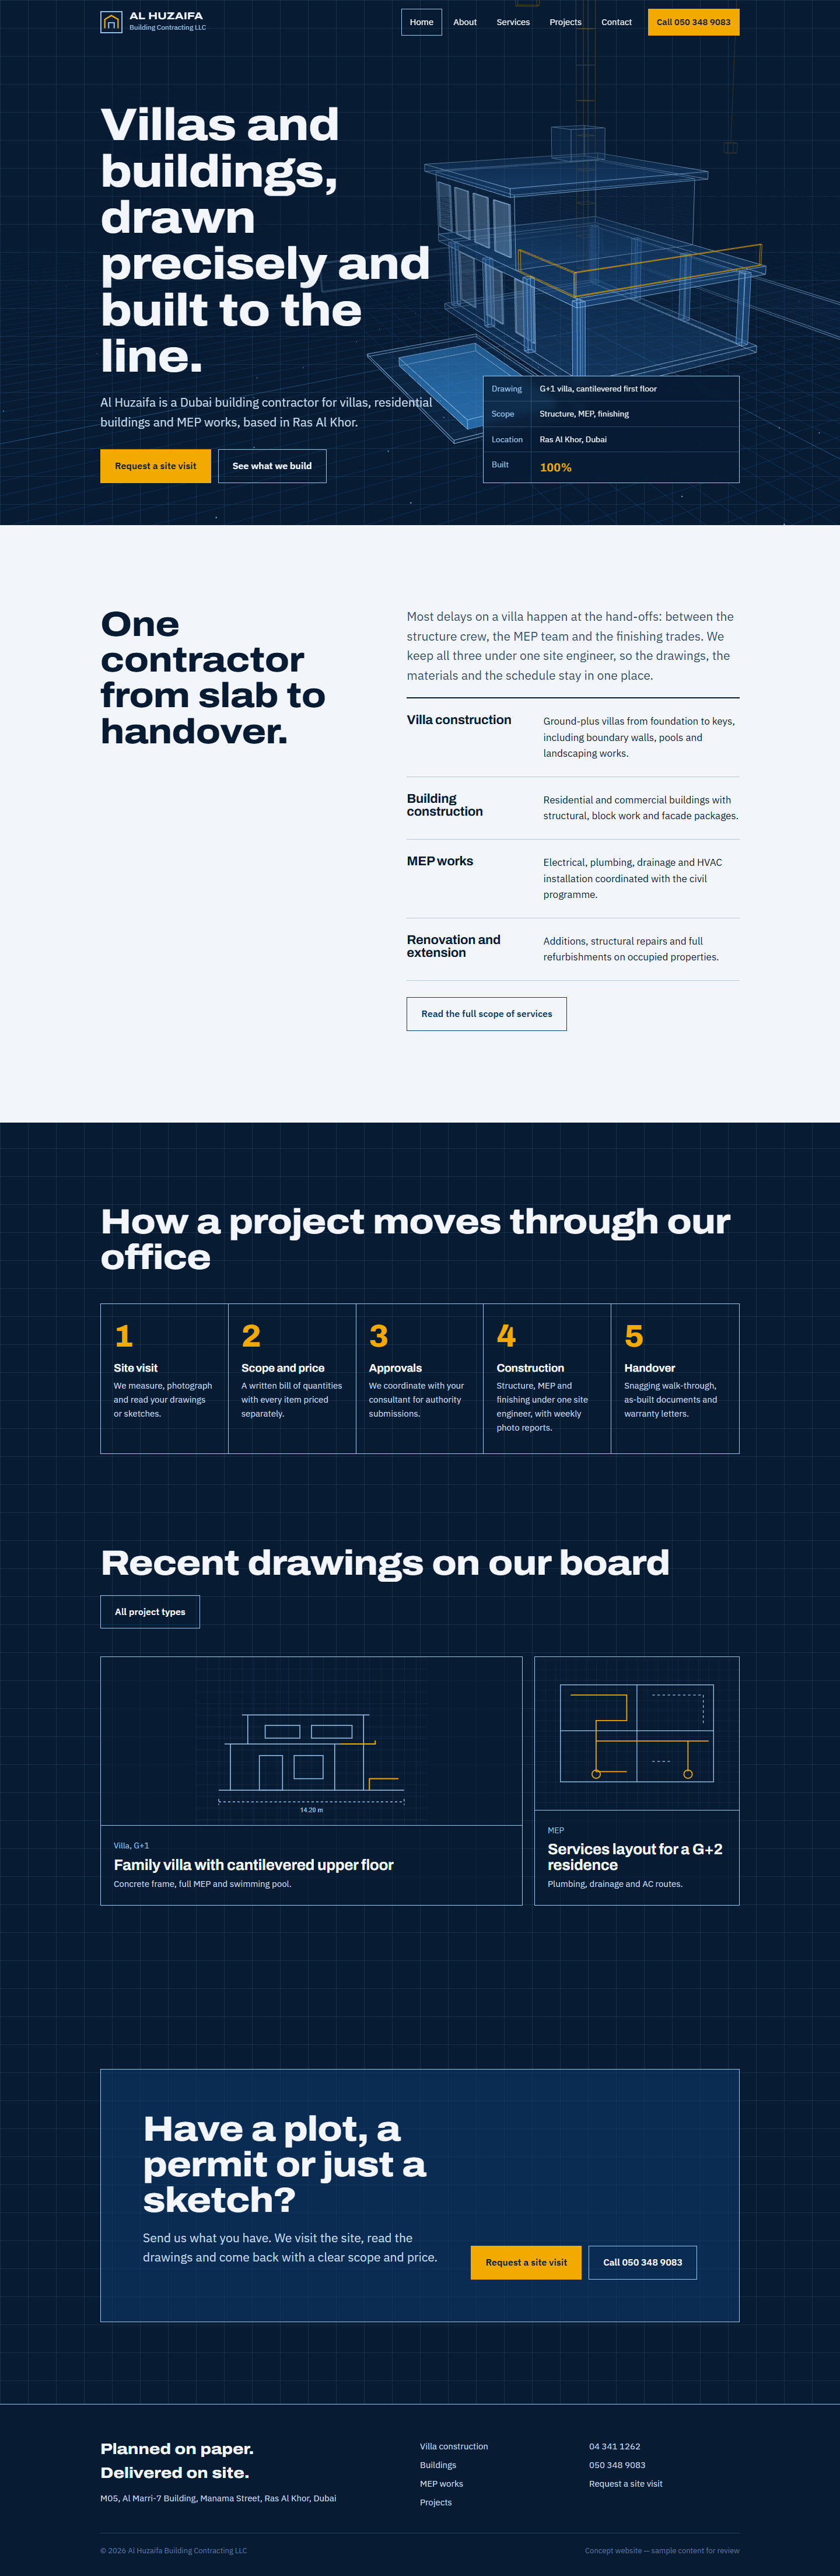 AL HUZAIFA
Building Contracting LLC
Home
About
Services
Projects
Contact
Call 050 348 9083
Villas and
buildings,
drawn
precisely and
built to the
line.
Al Huzaifa is a Dubai building contractor for villas, residential
buildings and MEP works, based in Ras Al Khor.
Request a site visit
See what we build
Drawing
G+1 villa, cantilevered first floor
Scope
Structure, MEP, finishing
Location
Ras Al Khor, Dubai
Built
100%
One
contractor
from slab to
handover.
Most delays on a villa happen at the hand-offs: between the
structure crew, the MEP team and the finishing trades. We
keep all three under one site engineer, so the drawings, the
materials and the schedule stay in one place.
Villa construction
Ground-plus villas from foundation to keys,
including boundary walls, pools and
landscaping works.
Building
construction
Residential and commercial buildings with
structural, block work and facade packages.
MEP works
Electrical, plumbing, drainage and HVAC
installation coordinated with the civil
programme.
Renovation and
extension
Additions, structural repairs and full
refurbishments on occupied properties.
Read the full scope of services
How a project moves through our
office
1
Site visit
We measure, photograph
and read your drawings
or sketches.
2
Scope and price
A written bill of quantities
with every item priced
separately.
3
Approvals
We coordinate with your
consultant for authority
submissions.
4
Construction
Structure, MEP and
finishing under one site
engineer, with weekly
photo reports.
5
Handover
Snagging walk-through,
as-built documents and
warranty letters.
Recent drawings on our board
All project types
14.20 m
Villa, G+1
Family villa with cantilevered upper floor
Concrete frame, full MEP and swimming pool.
MEP
Services layout for a G+2
residence
Plumbing, drainage and AC routes.
Have a plot, a
permit or just a
sketch?
Send us what you have. We visit the site, read the
drawings and come back with a clear scope and price.
Request a site visit
Call 050 348 9083
Planned on paper.
Delivered on site.
M05, Al Marri-7 Building, Manama Street, Ras Al Khor, Dubai
Villa construction
Buildings
MEP works
Projects
04 341 1262
050 348 9083
Request a site visit
© 2026 Al Huzaifa Building Contracting LLC
Concept website — sample content for review